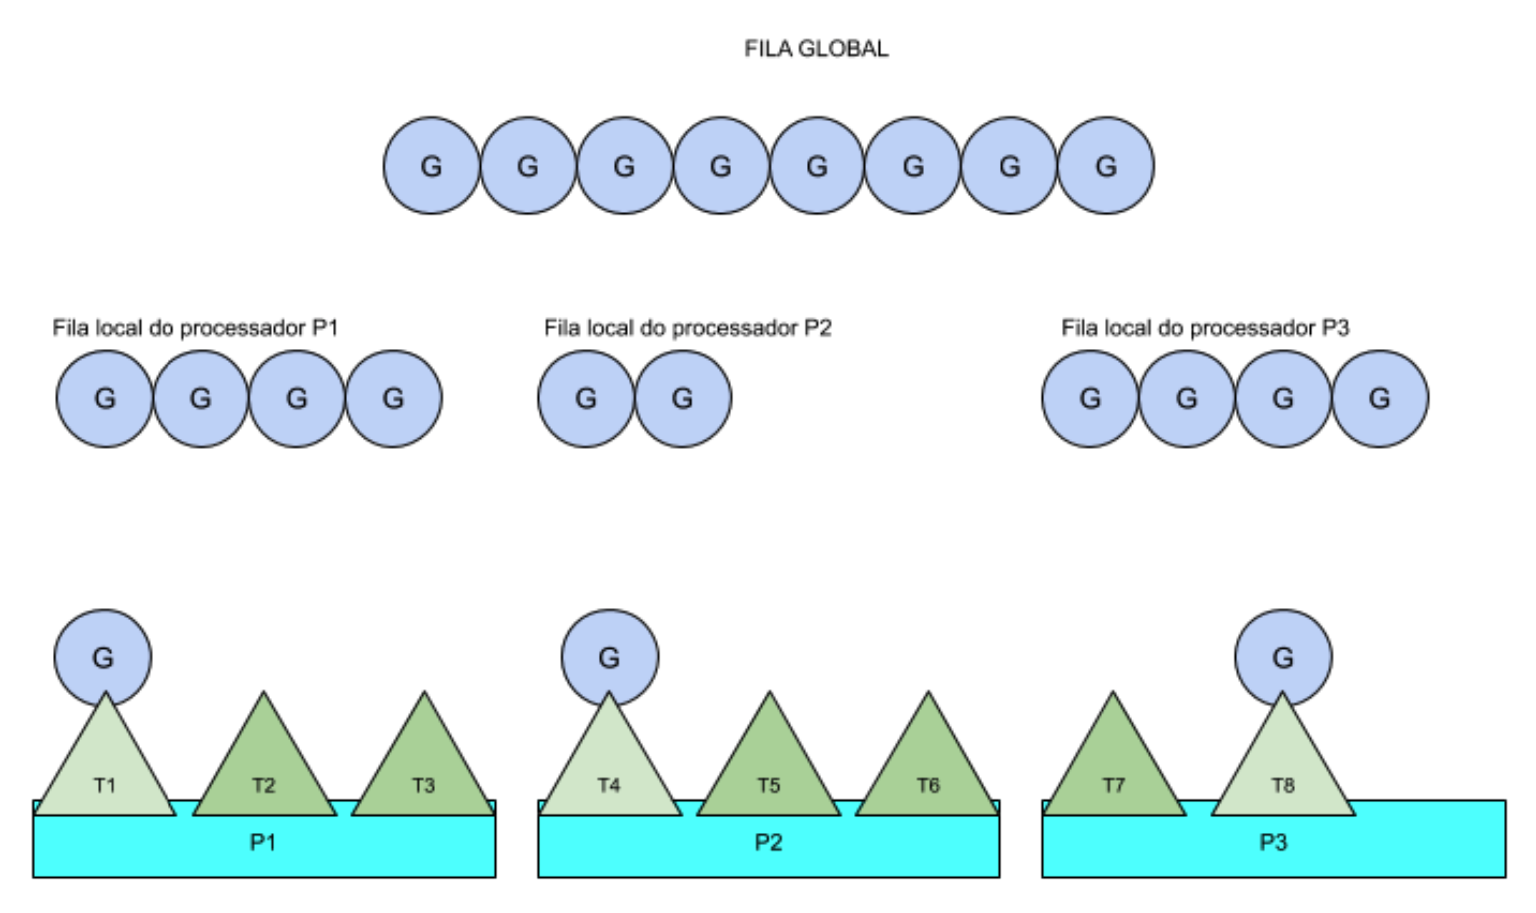 FILA GLOBAL
G G G G G G G G
Fila local do processador P1
Fila local do processador P2
Fila local do processador P3
G G G G
G G
G G G G
G
G
G
T1 T2 T3
T4 T5 T6
T7 T8
P1
P2
P3